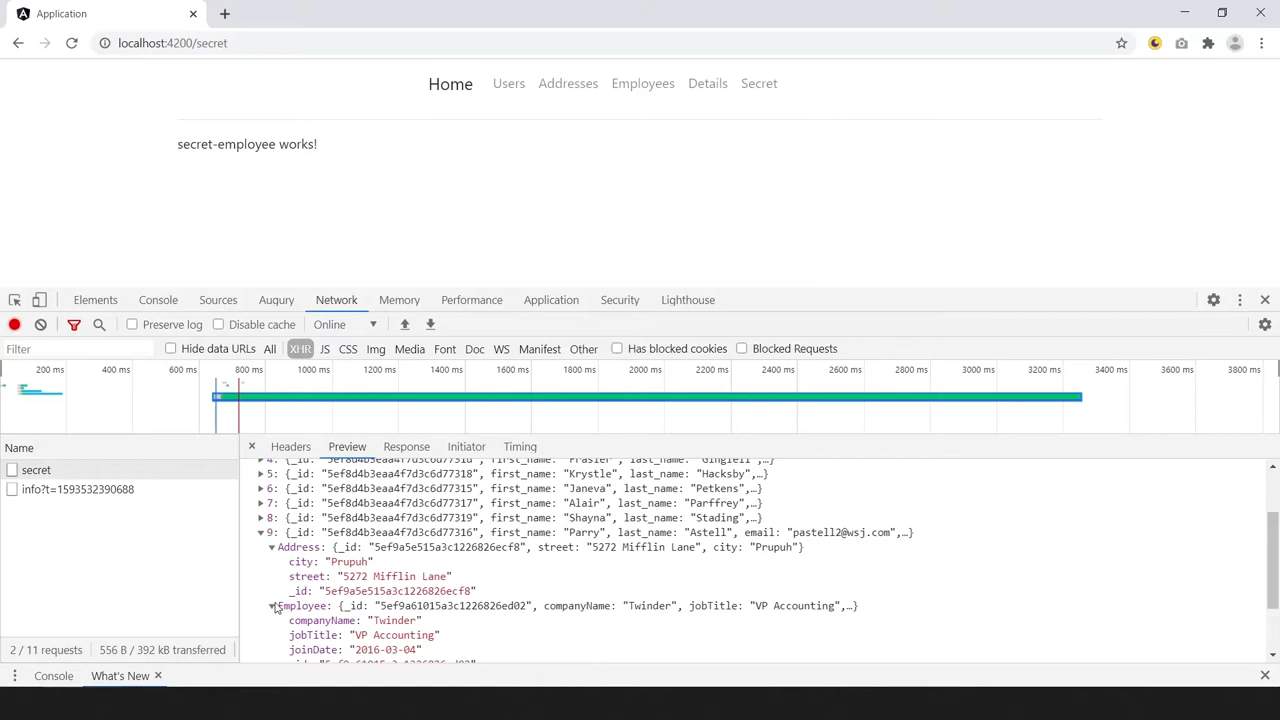 Application
localhost:4200/secret
Home Users Addresses Employees Details Secret
secret-employee works!
Elements Console Sources Augury Network Memory Performance Application Security Lighthouse
Preserve log Disable cache Online
Filter Hide data URLs All XHR JS CSS Img Media Font Doc WS Manifest Other Has blocked cookies Blocked Requests
200 ms 400 ms 600 ms 800 ms 1000 ms 1200 ms 1400 ms 1600 ms 1800 ms 2000 ms 2200 ms 2400 ms 2600 ms 2800 ms 3000 ms 3200 ms 3400 ms 3600 ms 3800 ms
Name Headers Preview Response Initiator Timing
secret
info?t=1593532390688
4: {_id: "5ef8d4b3eaa4f7d3c6d7731d", first_name: "Frasier", last_name: "Gingiell",…}
5: {_id: "5ef8d4b3eaa4f7d3c6d77318", first_name: "Krystle", last_name: "Hacksby",…}
6: {_id: "5ef8d4b3eaa4f7d3c6d77315", first_name: "Janeva", last_name: "Petkens",…}
7: {_id: "5ef8d4b3eaa4f7d3c6d77317", first_name: "Alair", last_name: "Parffrey",…}
8: {_id: "5ef8d4b3eaa4f7d3c6d77319", first_name: "Shayna", last_name: "Stading",…}
9: {_id: "5ef8d4b3eaa4f7d3c6d77316", first_name: "Parry", last_name: "Astell", email: "pastell2@wsj.com",…}
Address: {_id: "5ef9a5e515a3c1226826ecf8", street: "5272 Mifflin Lane", city: "Prupuh"}
city: "Prupuh"
street: "5272 Mifflin Lane"
_id: "5ef9a5e515a3c1226826ecf8"
Employee: {_id: "5ef9a61015a3c1226826ed02", companyName: "Twinder", jobTitle: "VP Accounting",…}
companyName: "Twinder"
jobTitle: "VP Accounting"
joinDate: "2016-03-04"
_id: "5ef9a61015a3c1226826ed02"
2 / 11 requests 556 B / 392 kB transferred
Console What's New